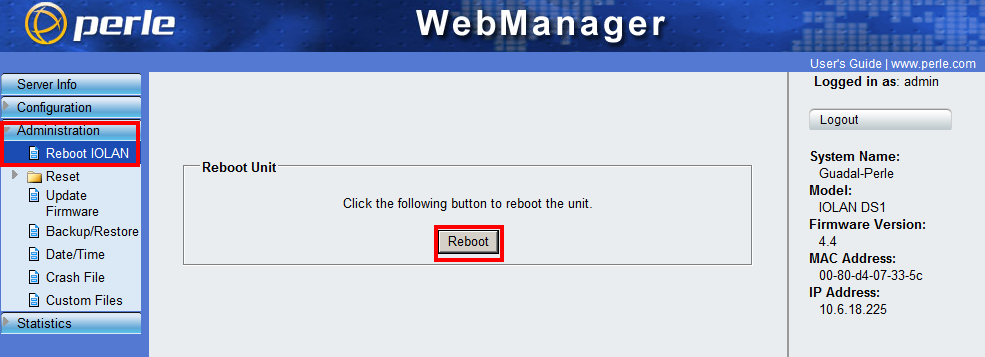 perle
WebManager
User's Guide | www.perle.com
Server Info
Configuration
Administration
Reboot IOLAN
Reset
Update
Firmware
Backup/Restore
Date/Time
Crash File
Custom Files
Statistics
Reboot Unit
Click the following button to reboot the unit.
Reboot
Logged in as: admin
Logout
System Name:
Guadal-Perle
Model:
IOLAN DS1
Firmware Version:
4.4
MAC Address:
00-80-d4-07-33-5c
IP Address:
10.6.18.225